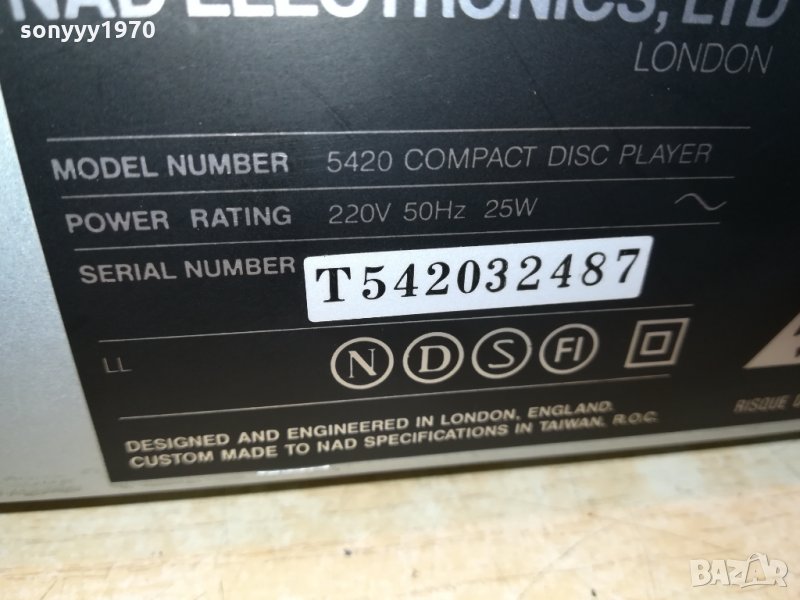 sonyyy1970
NAD ELECTRONICS, LTD
LONDON
MODEL NUMBER 5420 COMPACT DISC PLAYER
POWER RATING 220V 50Hz 25W
SERIAL NUMBER T542032487
LL N D S FI
RISQUE D
DESIGNED AND ENGINEERED IN LONDON, ENGLAND.
CUSTOM MADE TO NAD SPECIFICATIONS IN TAIWAN, R.O.C.
BAZAR